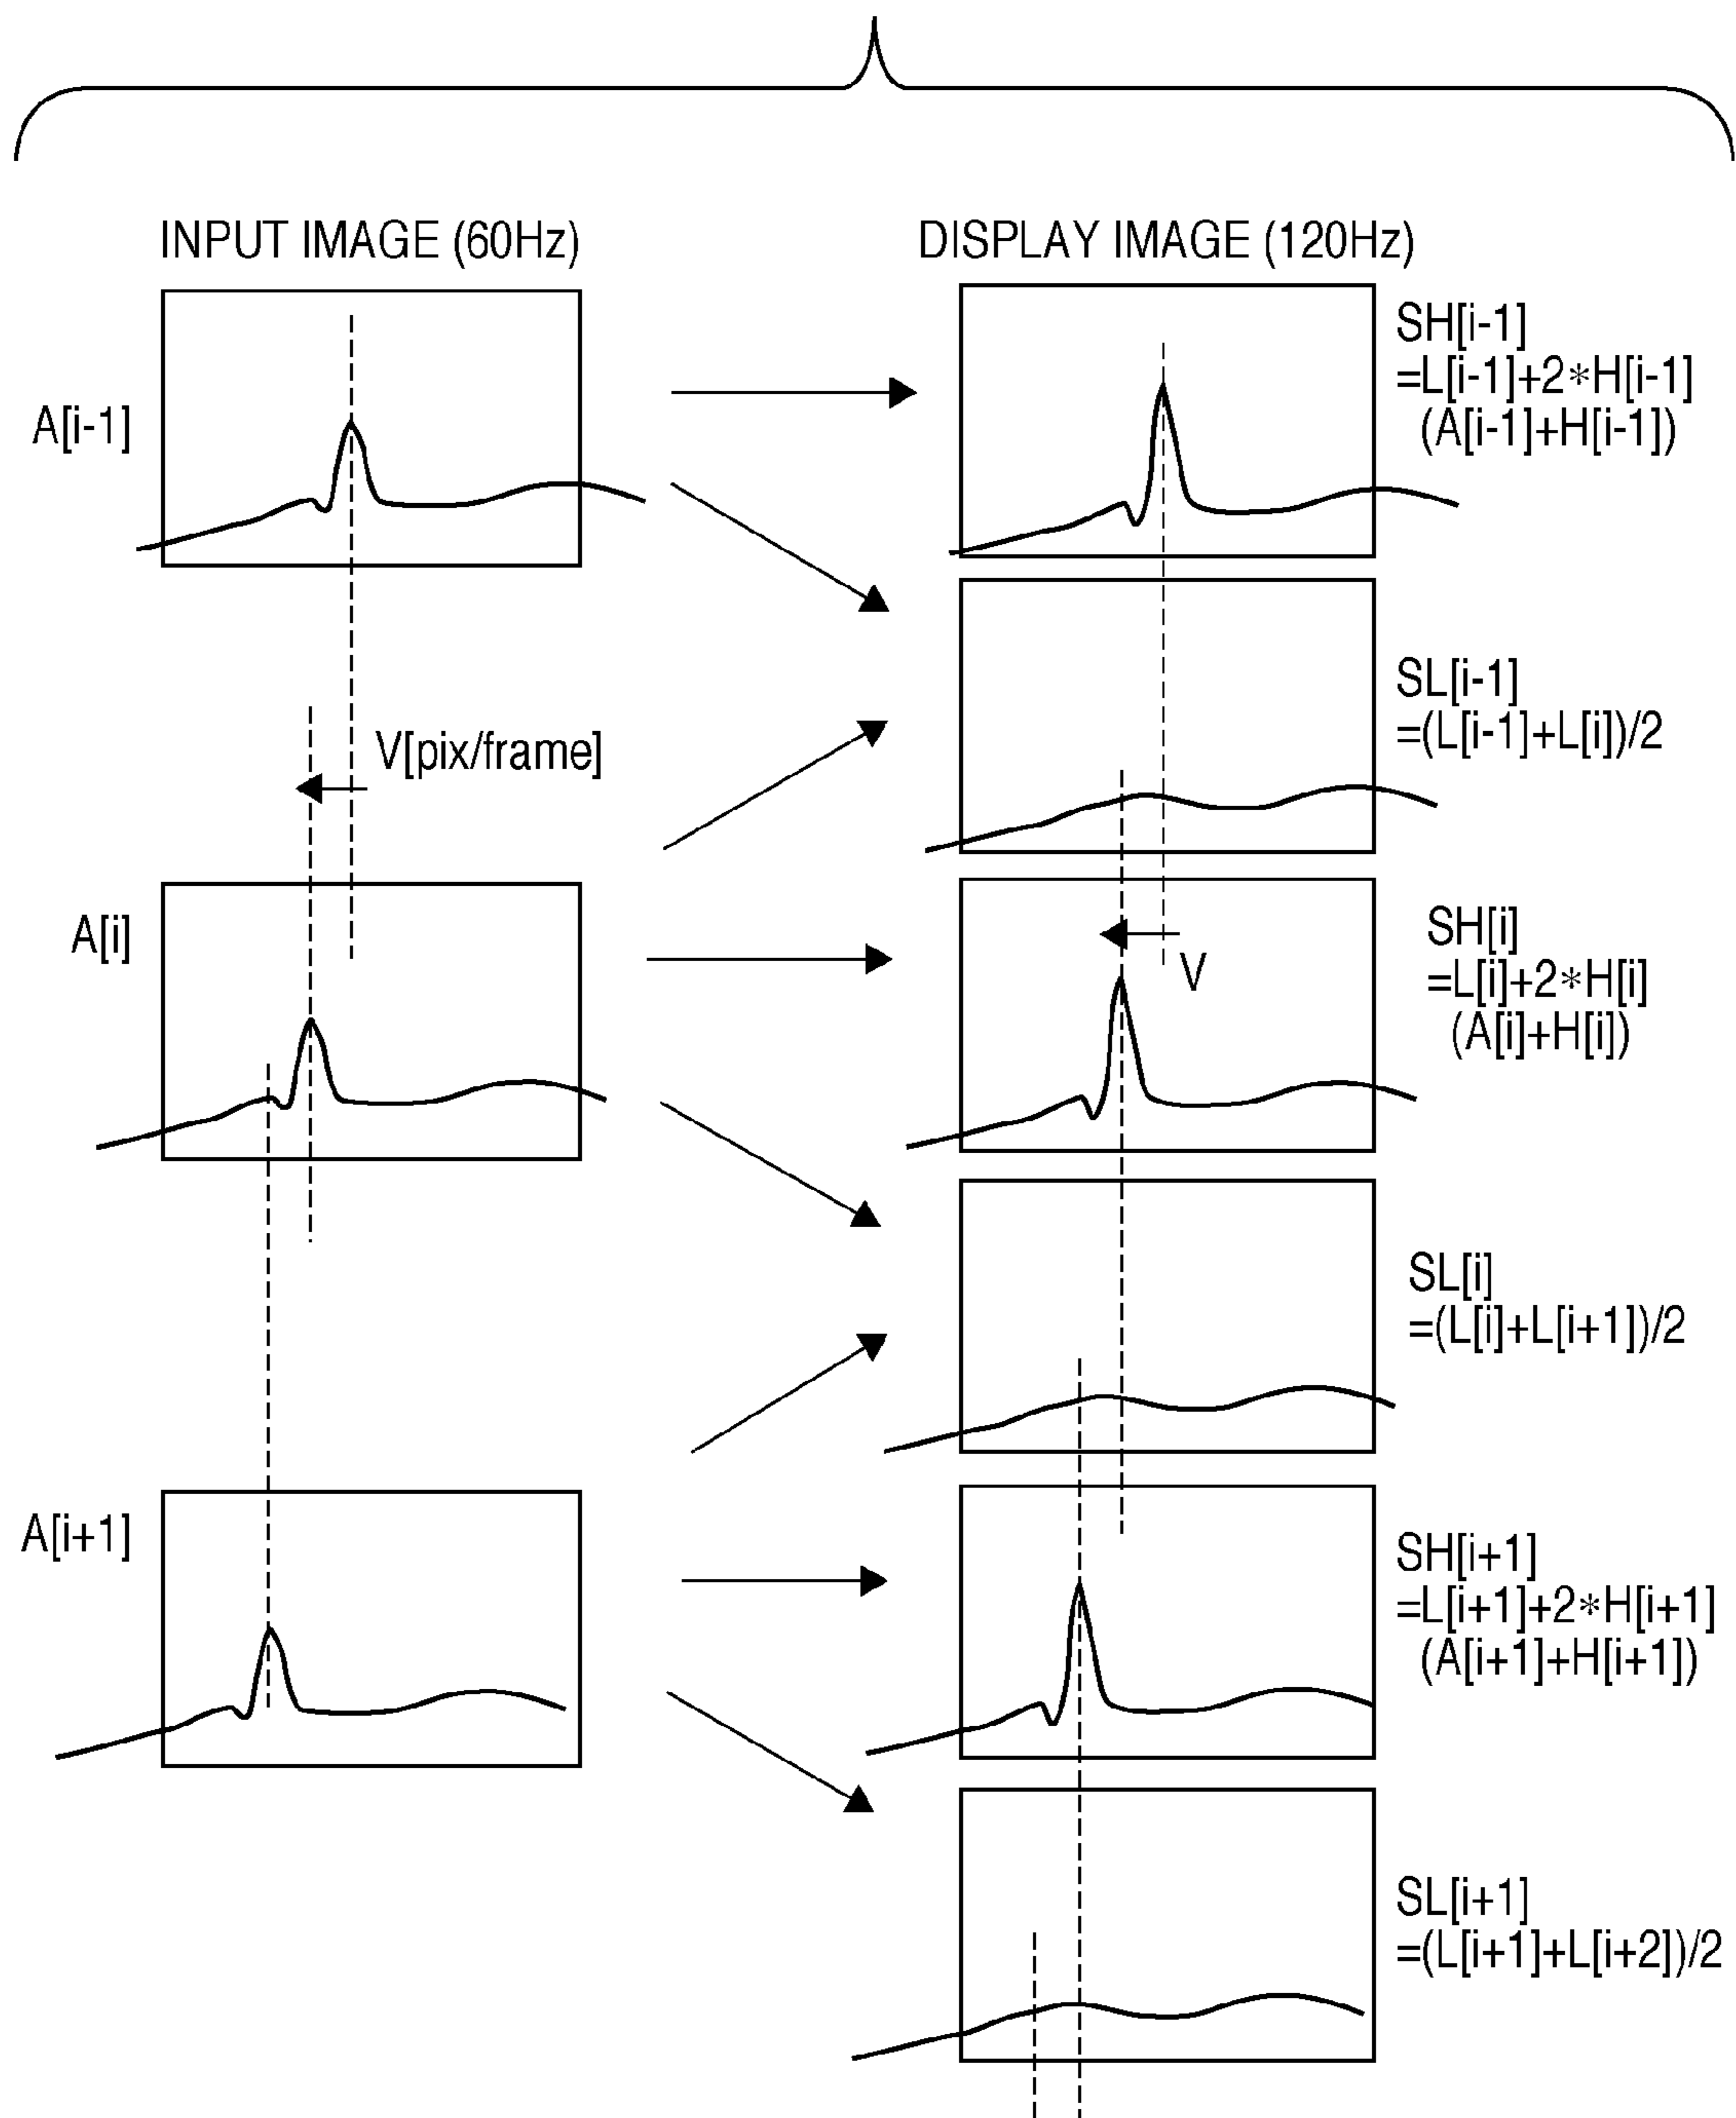 INPUT IMAGE (60Hz)
DISPLAY IMAGE (120Hz)
A[i-1]
SH[i-1]
=L[i-1]+2*H[i-1]
(A[i-1]+H[i-1])
SL[i-1]
=(L[i-1]+L[i])/2
V[pix/frame]
A[i]
SH[i]
=L[i]+2*H[i]
(A[i]+H[i])
V
SL[i]
=(L[i]+L[i+1])/2
A[i+1]
SH[i+1]
=L[i+1]+2*H[i+1]
(A[i+1]+H[i+1])
SL[i+1]
=(L[i+1]+L[i+2])/2